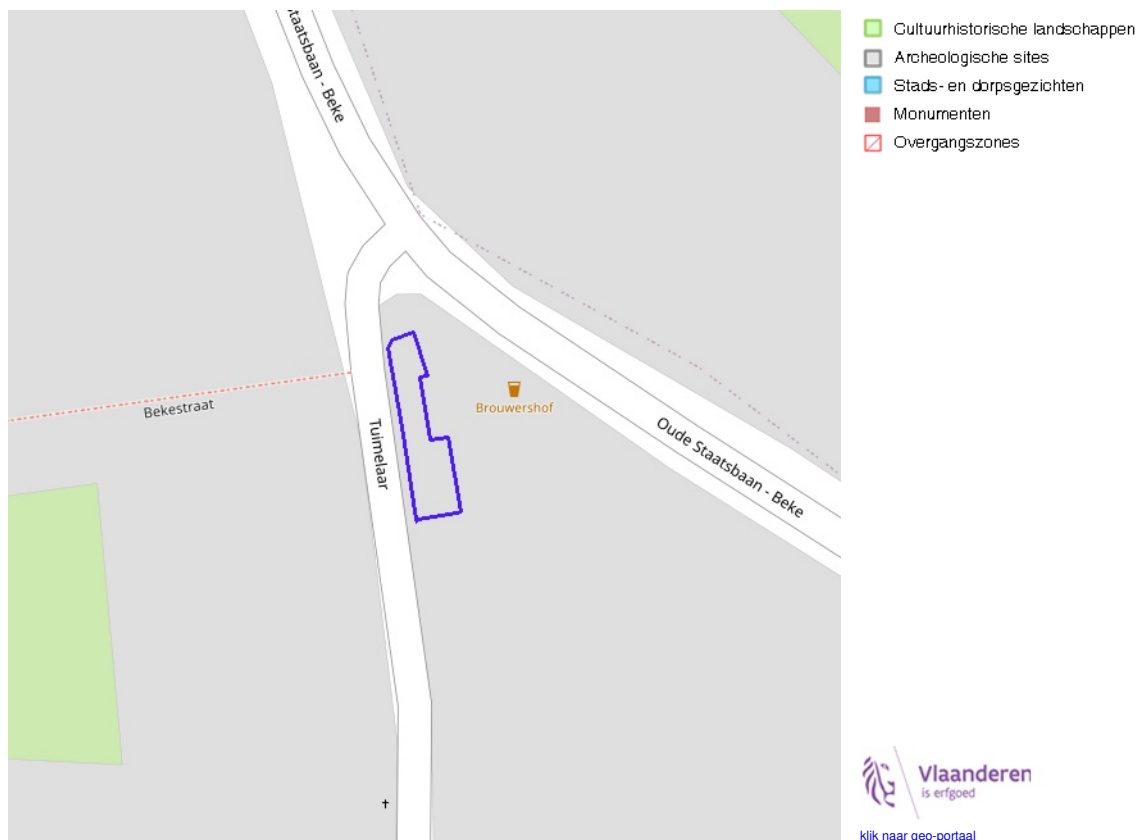 Staatsbaan - Beke
Bekestraat
Tuimelaar
Brouwershof
Oude Staatsbaan - Beke
✝
Cultuurhistorische landschappen
Archeologische sites
Stads- en dorpsgezichten
Monumenten
Overgangszones
Vlaanderen
is erfgoed
klik naar geo-portaal